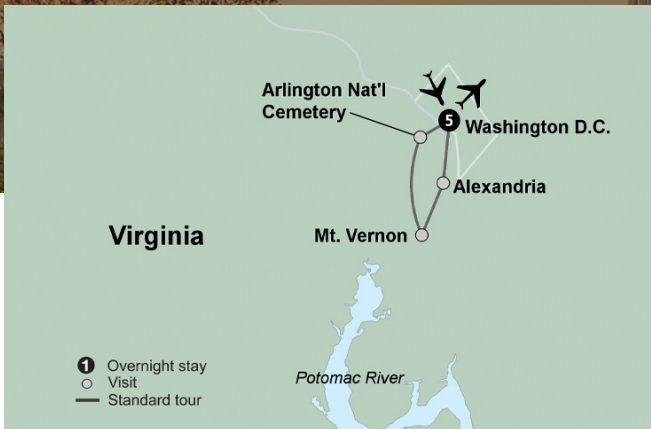 Arlington Nat'l
Cemetery
5
Washington D.C.
Alexandria
Virginia
Mt. Vernon
1 Overnight stay
Visit
Standard tour
Potomac River